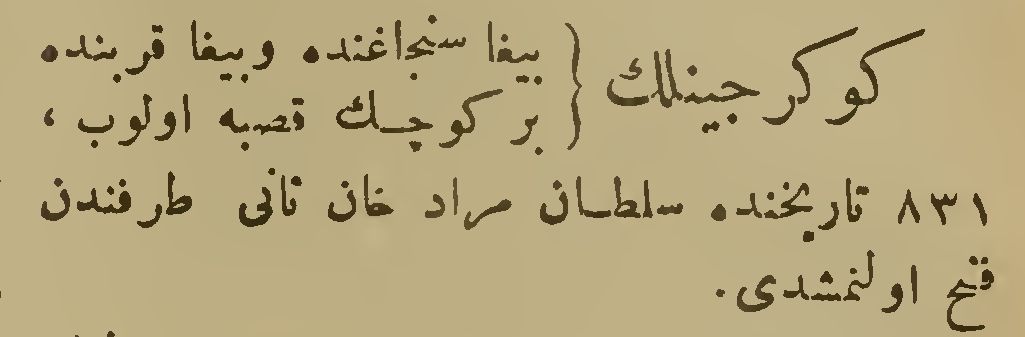 كوكرجينلك { بيغا سنجاغنده وبيغا قربنده
بر كوچك قصبه اولوب ،
٨٣١ تاريخنده سلطان مراد خان ثانى طرفندن
فتح اولنمشدى.